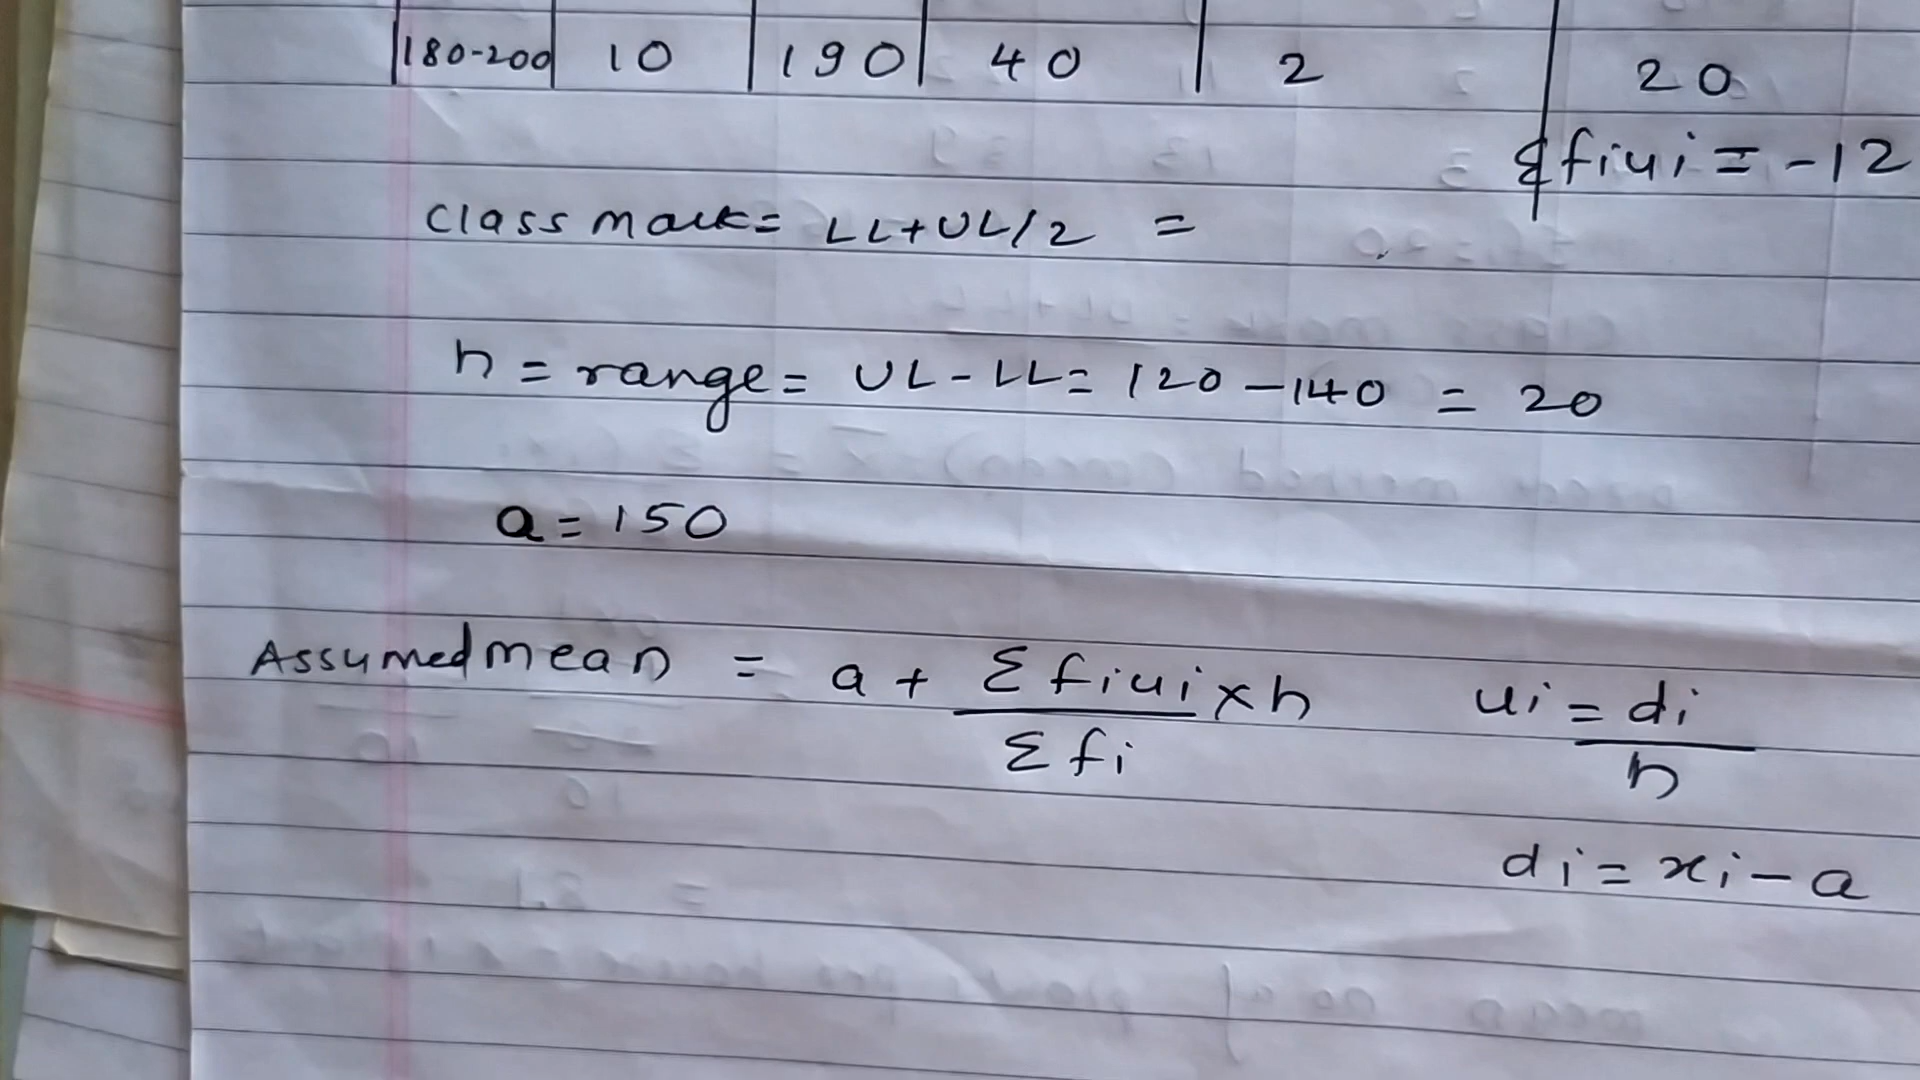 180-200 10 190 40 2 20
Σfiui = -12
Class mark = LL+UL/2 =
h = range = UL - LL = 120 - 140 = 20
a = 150
Assumed mean = a + Σfiui/Σfi × h ui = di/h
di = xi - a